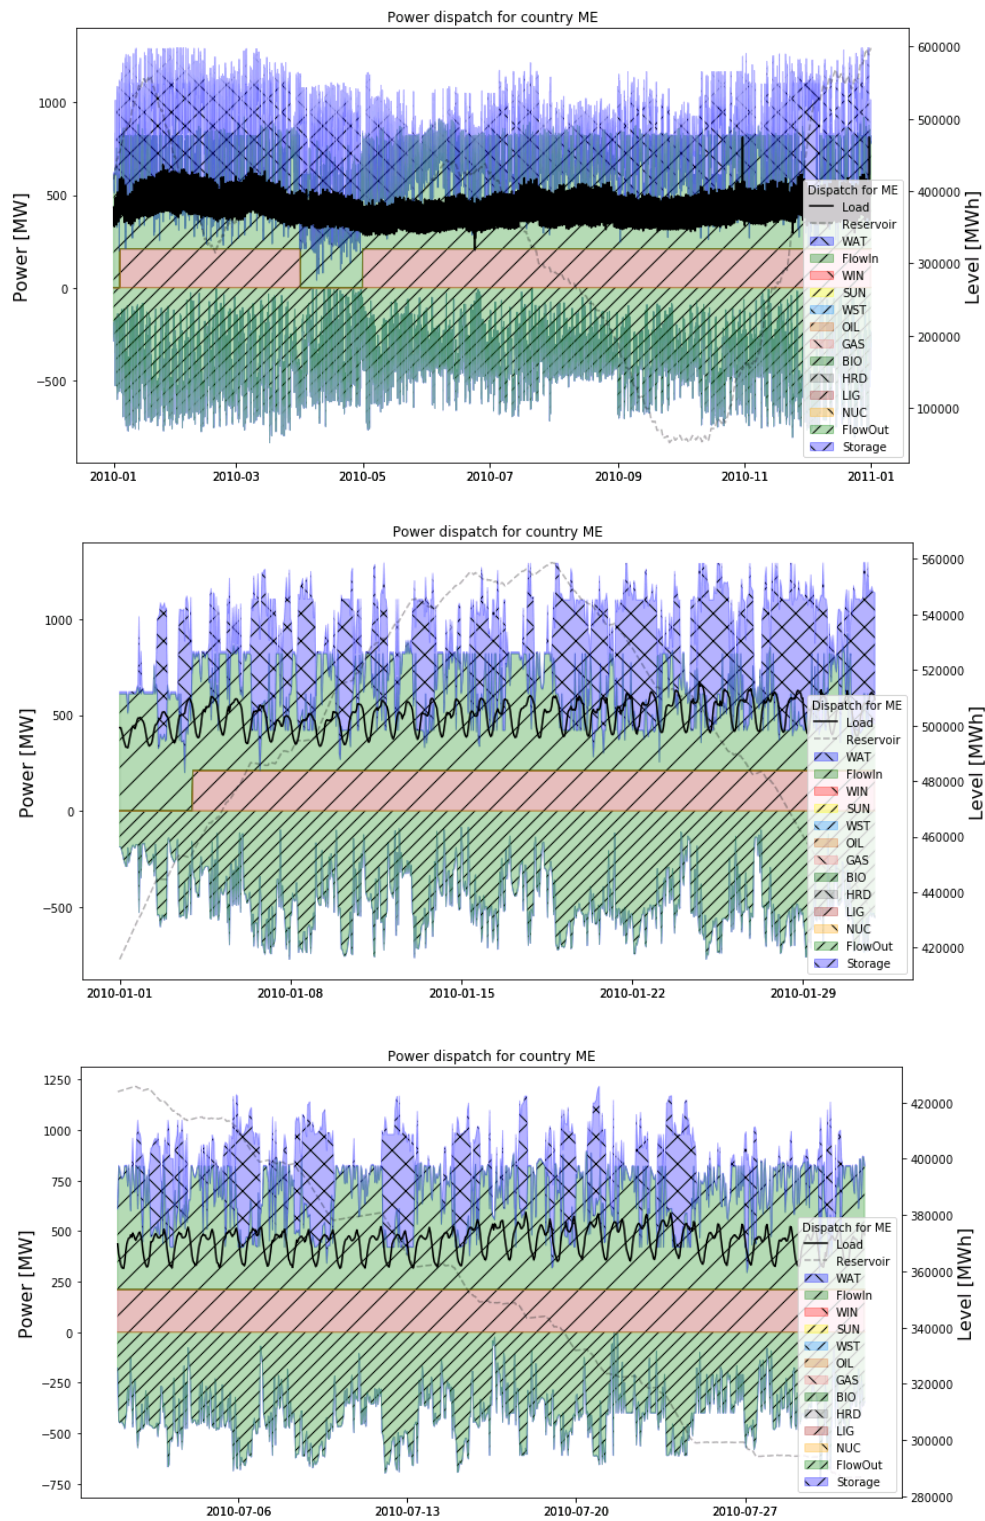 Power dispatch for country ME
Power [MW]
1000
500
0
−500
2010-01
2010-03
2010-05
2010-07
2010-09
2010-11
2011-01
600000
500000
400000
300000
200000
100000
Level [MWh]
Dispatch for ME
Load
Reservoir
WAT
FlowIn
WIN
SUN
WST
OIL
GAS
BIO
HRD
LIG
NUC
FlowOut
Storage
Power dispatch for country ME
Power [MW]
1000
500
0
−500
2010-01-01
2010-01-08
2010-01-15
2010-01-22
2010-01-29
560000
540000
520000
500000
480000
460000
440000
420000
Level [MWh]
Dispatch for ME
Load
Reservoir
WAT
FlowIn
WIN
SUN
WST
OIL
GAS
BIO
HRD
LIG
NUC
FlowOut
Storage
Power dispatch for country ME
Power [MW]
1250
1000
750
500
250
0
−250
−500
−750
2010-07-06
2010-07-13
2010-07-20
2010-07-27
420000
400000
380000
360000
340000
320000
300000
280000
Level [MWh]
Dispatch for ME
Load
Reservoir
WAT
FlowIn
WIN
SUN
WST
OIL
GAS
BIO
HRD
LIG
NUC
FlowOut
Storage